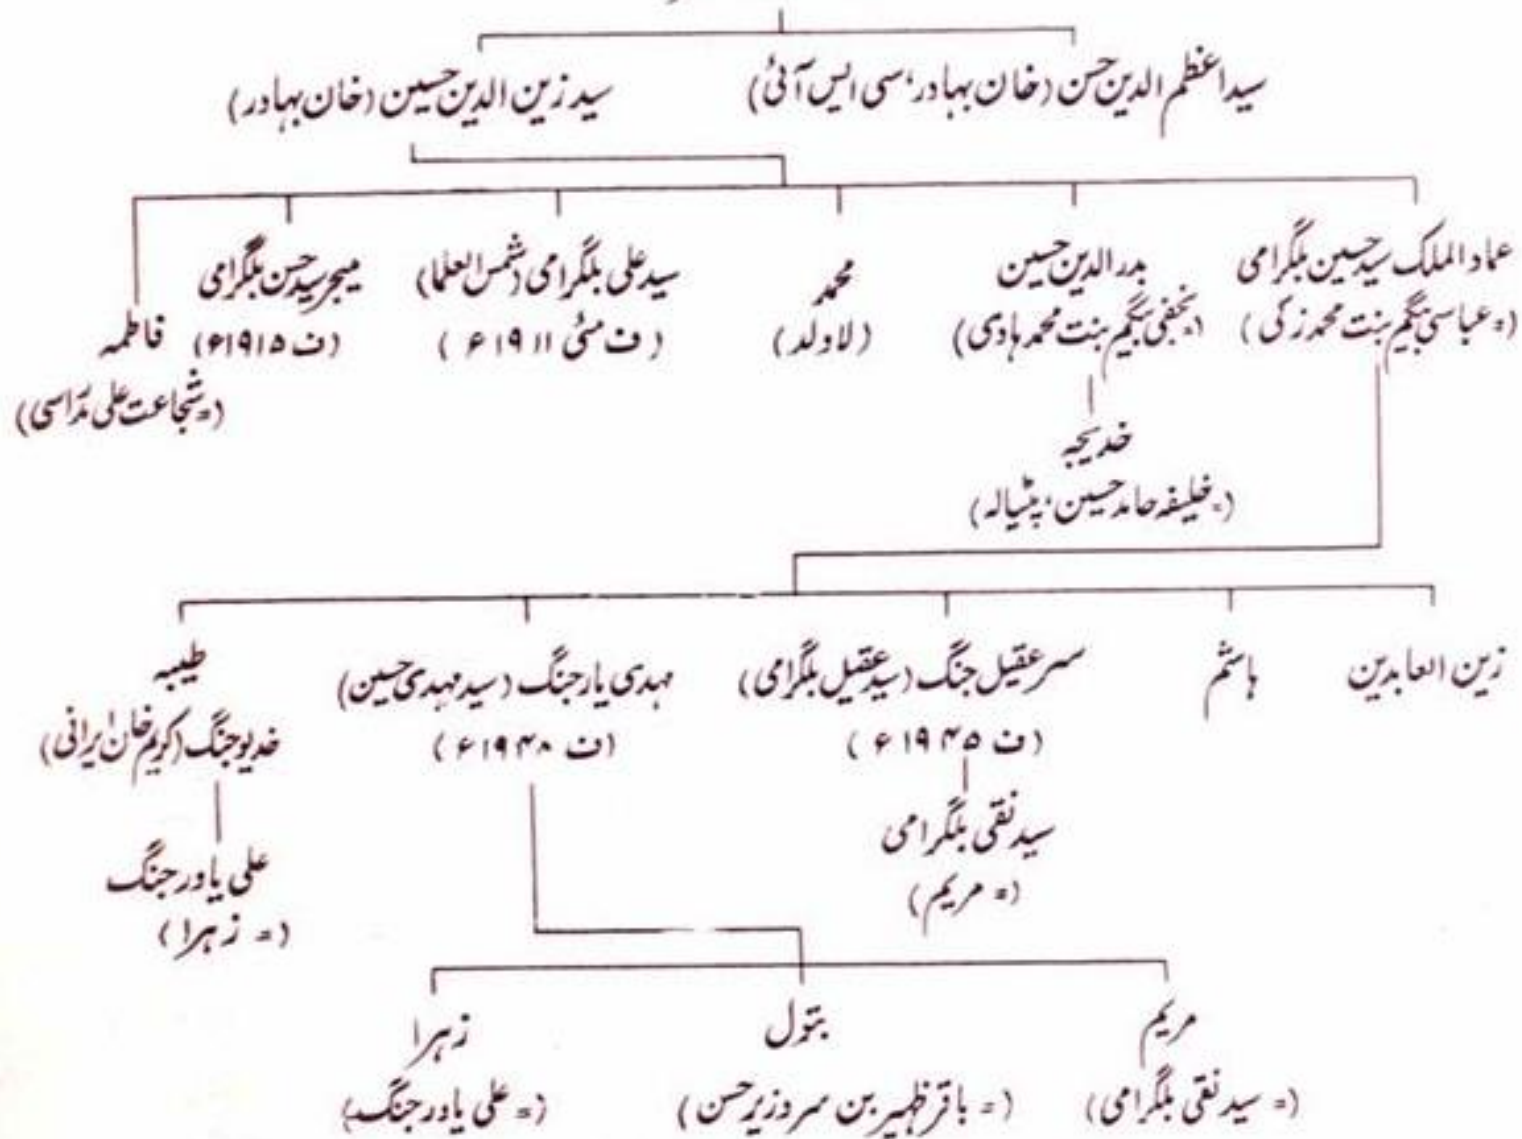 سید اعظم الدین حسن (خان بہادر، سی ایس آئی)
سید زین الدین حسین (خان بہادر)
عماد الملک سید حسین بلگرامی
(= عباسی بیگم بنت محمد زکی)
بدر الدین حسین
(= نجفی بیگم بنت محمد ہادی)
محمد
(لاولد)
سید علی بلگرامی (شمس العلما)
(ف مئی ۱۹۱۱ء)
میجر سید حسن بلگرامی
(ف ۱۹۱۵ء)
فاطمہ
(= شجاعت علی مدراسی)
خدیجہ
(= خلیفہ حامد حسین، پٹیالہ)
زین العابدین
ہاشم
سر عقیل جنگ (سید عقیل بلگرامی)
(ف ۱۹۴۵ء)
مہدی یار جنگ (سید مہدی حسین)
(ف ۱۹۴۸ء)
طیبہ
خدیو جنگ (کریم خان ایرانی)
سید نقی بلگرامی
(= مریم)
علی یاور جنگ
(= زہرا)
مریم
(= سید نقی بلگرامی)
بتول
(= باقر ظہیر بن سر وزیر حسن)
زہرا
(= علی یاور جنگ)